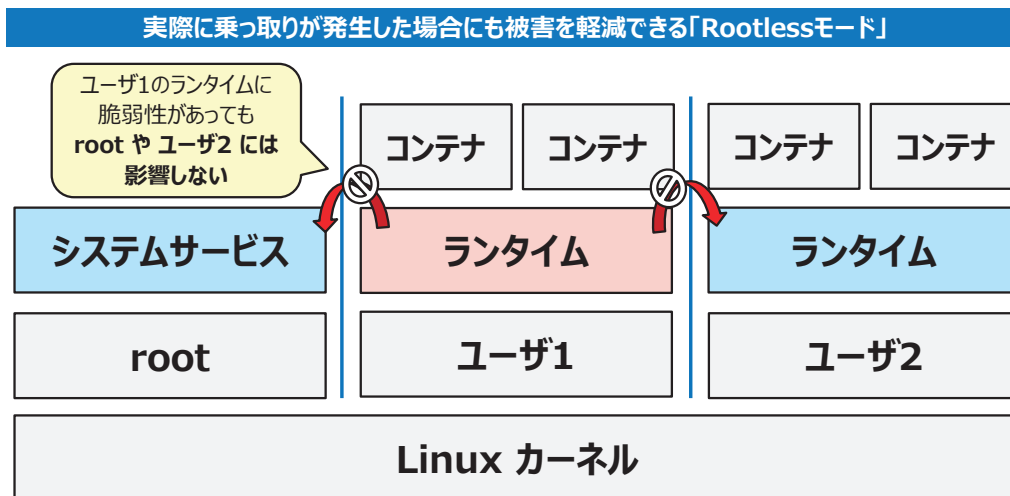 実際に乗っ取りが発生した場合にも被害を軽減できる「Rootlessモード」
ユーザ1のランタイムに
脆弱性があっても
root や ユーザ2 には
影響しない
コンテナ
コンテナ
コンテナ
コンテナ
システムサービス
ランタイム
ランタイム
root
ユーザ1
ユーザ2
Linux カーネル